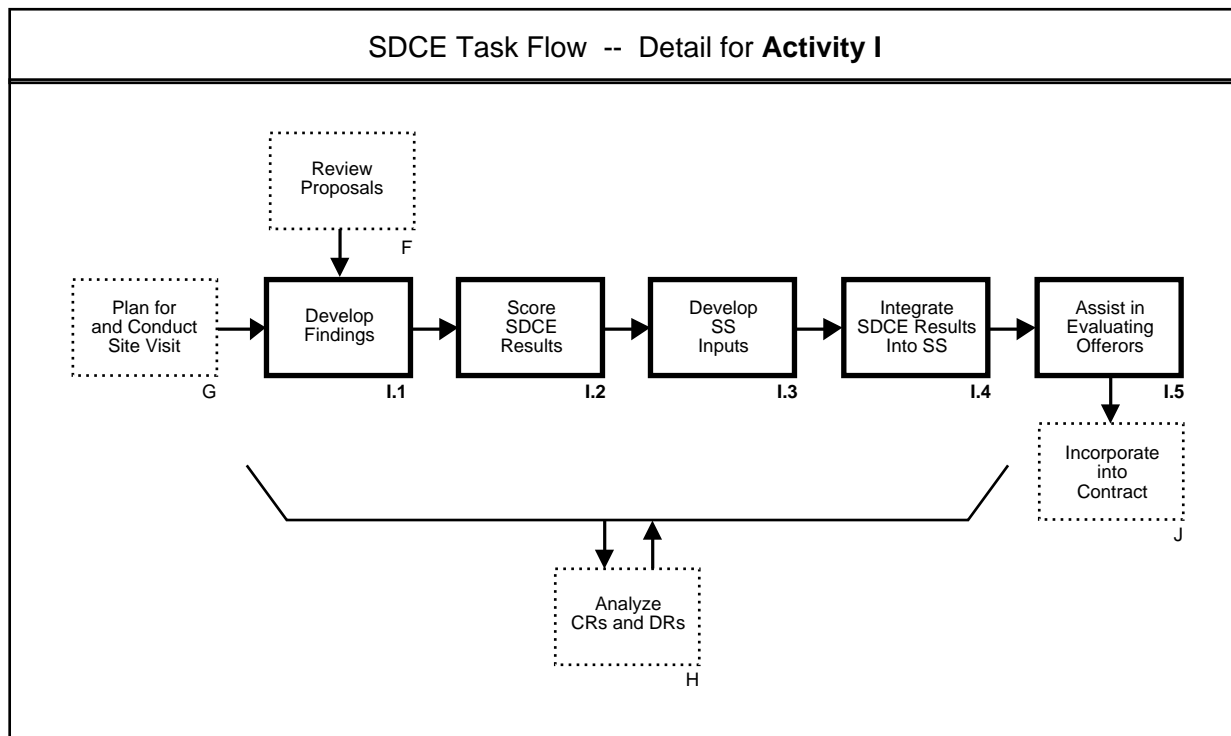 SDCE Task Flow -- Detail for Activity I
Review
Proposals
F
Plan for
and Conduct
Site Visit
G
Develop
Findings
I.1
Score
SDCE
Results
I.2
Develop
SS
Inputs
I.3
Integrate
SDCE Results
Into SS
I.4
Assist in
Evaluating
Offerors
I.5
Incorporate
into
Contract
J
Analyze
CRs and DRs
H